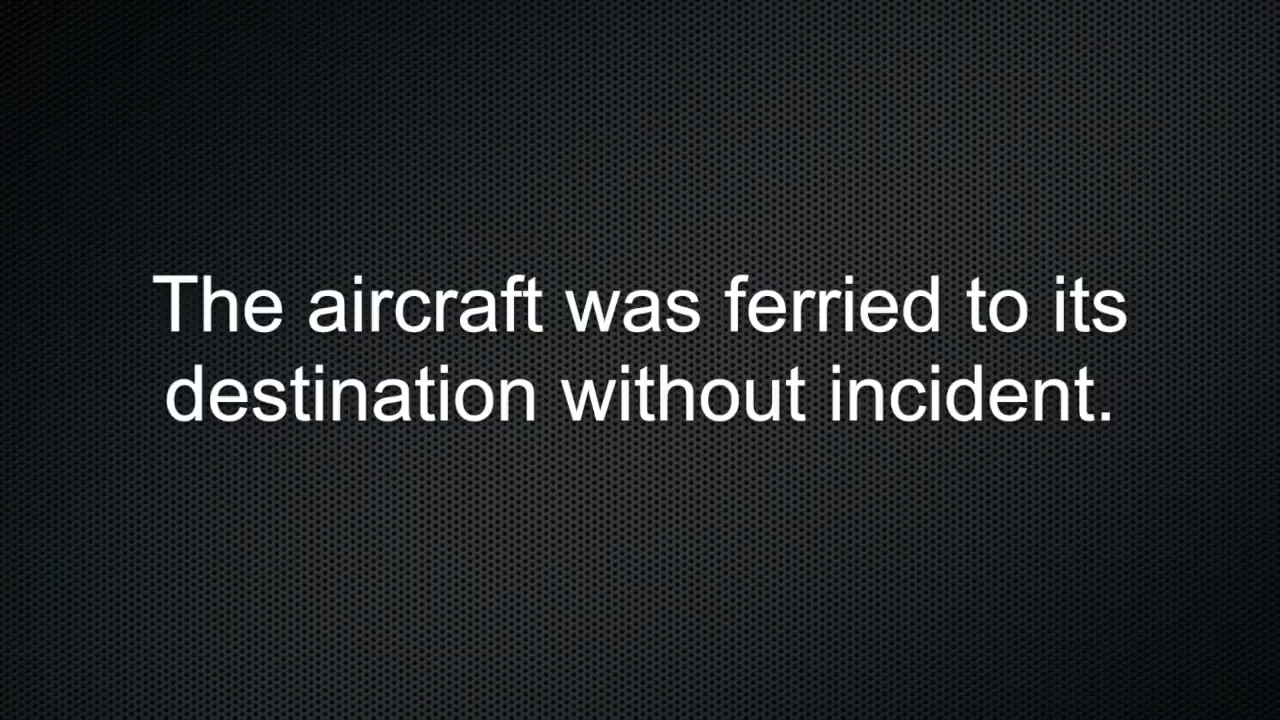 The aircraft was ferried to its
destination without incident.